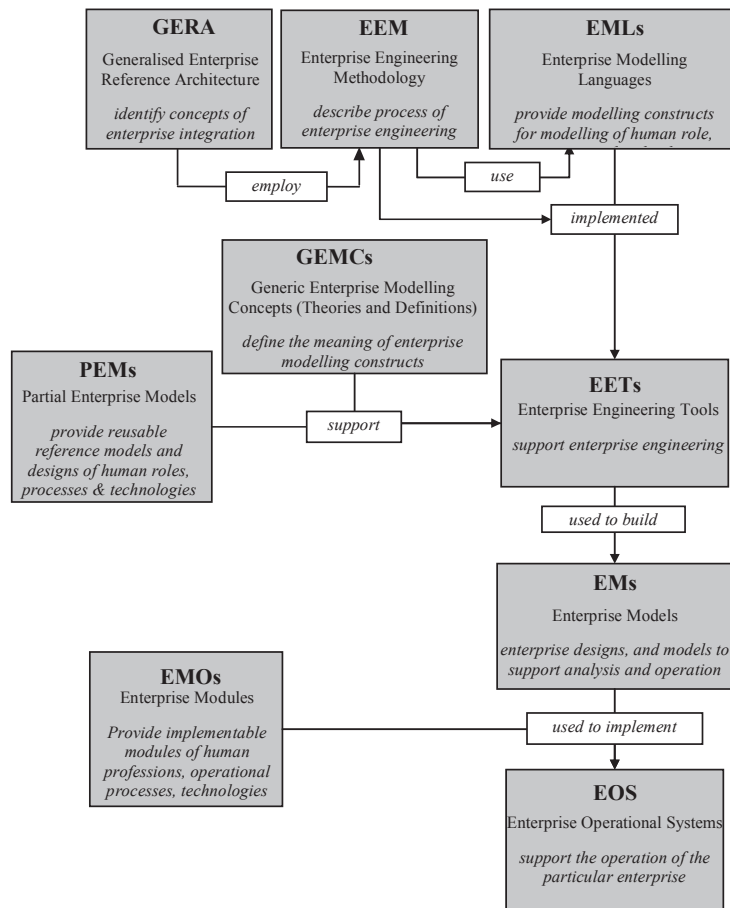 GERA
Generalised Enterprise
Reference Architecture
identify concepts of
enterprise integration
EEM
Enterprise Engineering
Methodology
describe process of
enterprise engineering
EMLs
Enterprise Modelling
Languages
provide modelling constructs
for modelling of human role,
employ
use
implemented
GEMCs
Generic Enterprise Modelling
Concepts (Theories and Definitions)
define the meaning of enterprise
modelling constructs
PEMs
Partial Enterprise Models
provide reusable
reference models and
designs of human roles,
processes & technologies
support
EETs
Enterprise Engineering Tools
support enterprise engineering
used to build
EMs
Enterprise Models
enterprise designs, and models to
support analysis and operation
EMOs
Enterprise Modules
Provide implementable
modules of human
professions, operational
processes, technologies
used to implement
EOS
Enterprise Operational Systems
support the operation of the
particular enterprise